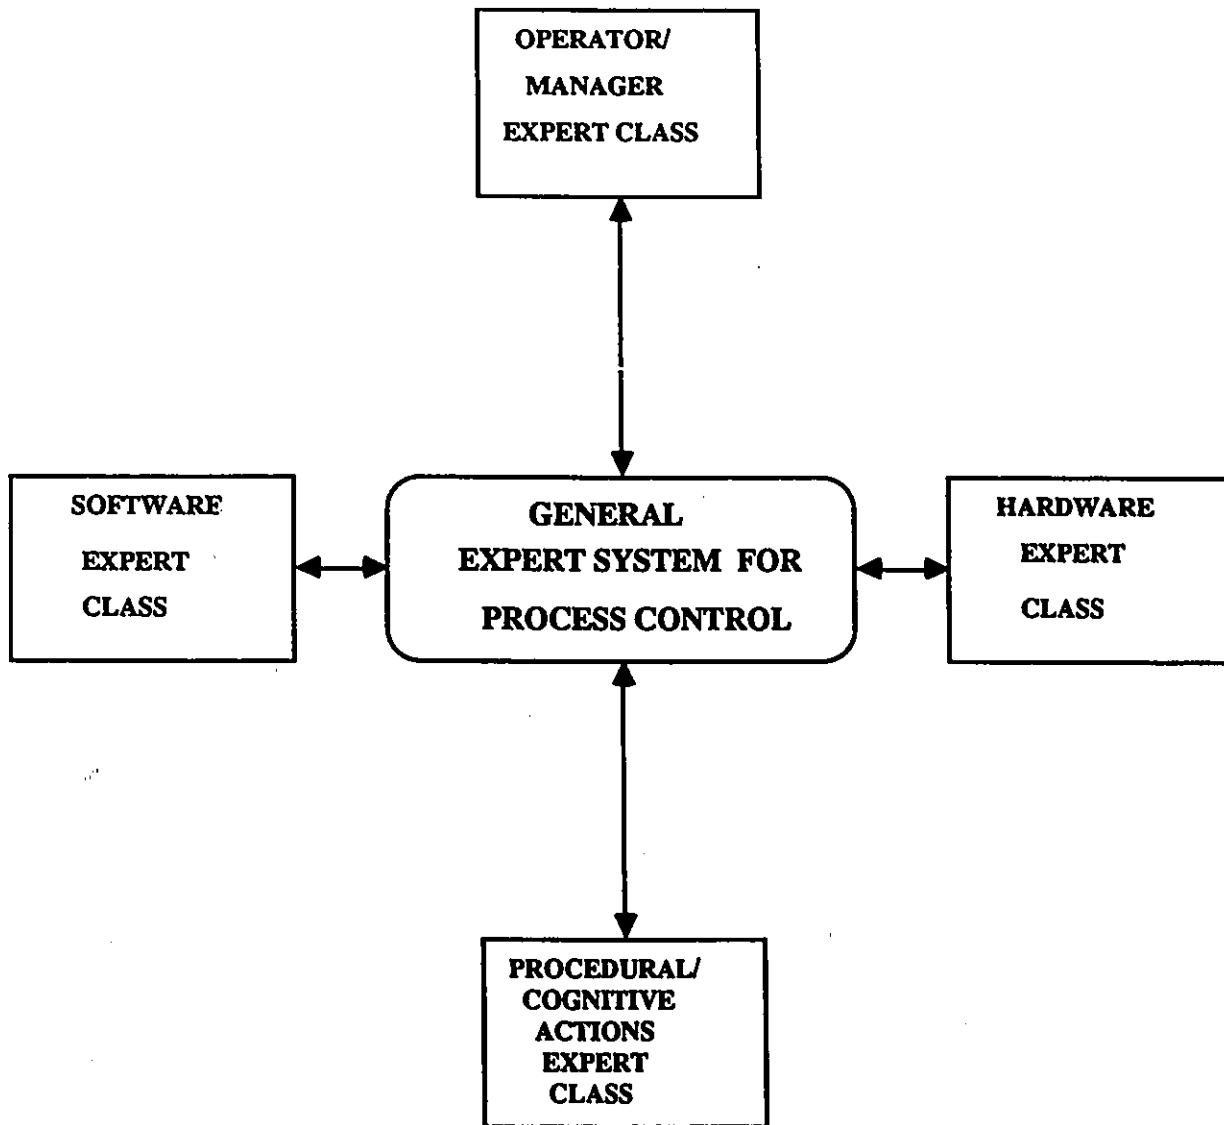 OPERATOR/
MANAGER
EXPERT CLASS
SOFTWARE
EXPERT
CLASS
GENERAL
EXPERT SYSTEM FOR
PROCESS CONTROL
HARDWARE
EXPERT
CLASS
PROCEDURAL/
COGNITIVE
ACTIONS
EXPERT
CLASS